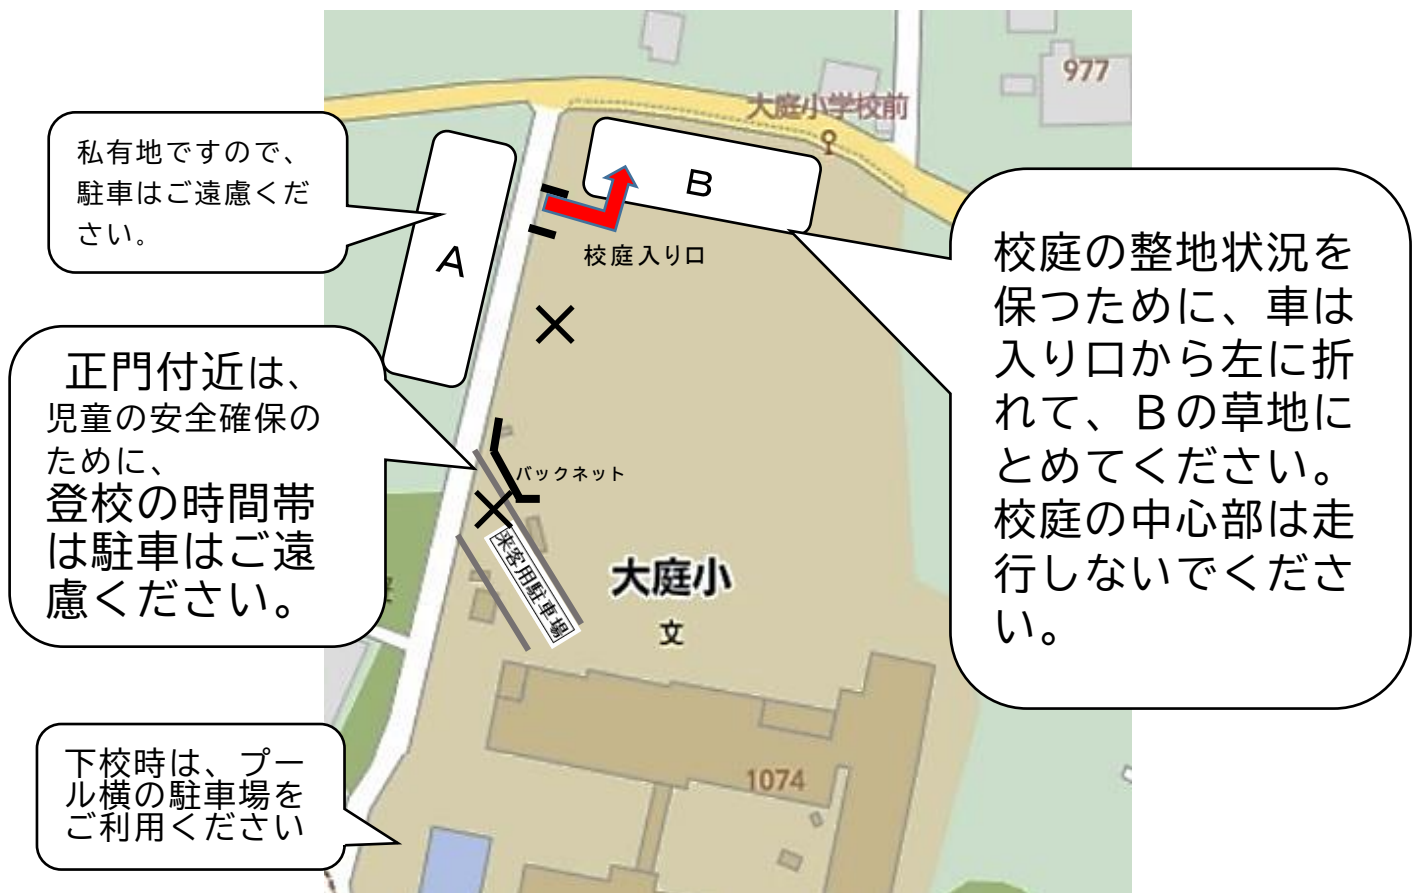 977
大庭小学校前
私有地ですので、
駐車はご遠慮くだ
さい。
A
B
校庭入り口
校庭の整地状況を
保つために、車は
入り口から左に折
れて、Ｂの草地に
とめてください。
校庭の中心部は走
行しないでくださ
い。
正門付近は、
児童の安全確保の
ために、
登校の時間帯
は駐車はご遠
慮ください。
バックネット
来客用駐車場
大庭小
文
下校時は、プー
ル横の駐車場を
ご利用ください
1074